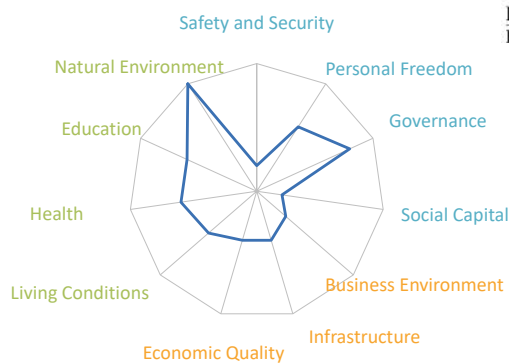 Safety and Security
Natural Environment
Personal Freedom
Education
Governance
Health
Social Capital
Living Conditions
Business Environment
Infrastructure
Economic Quality